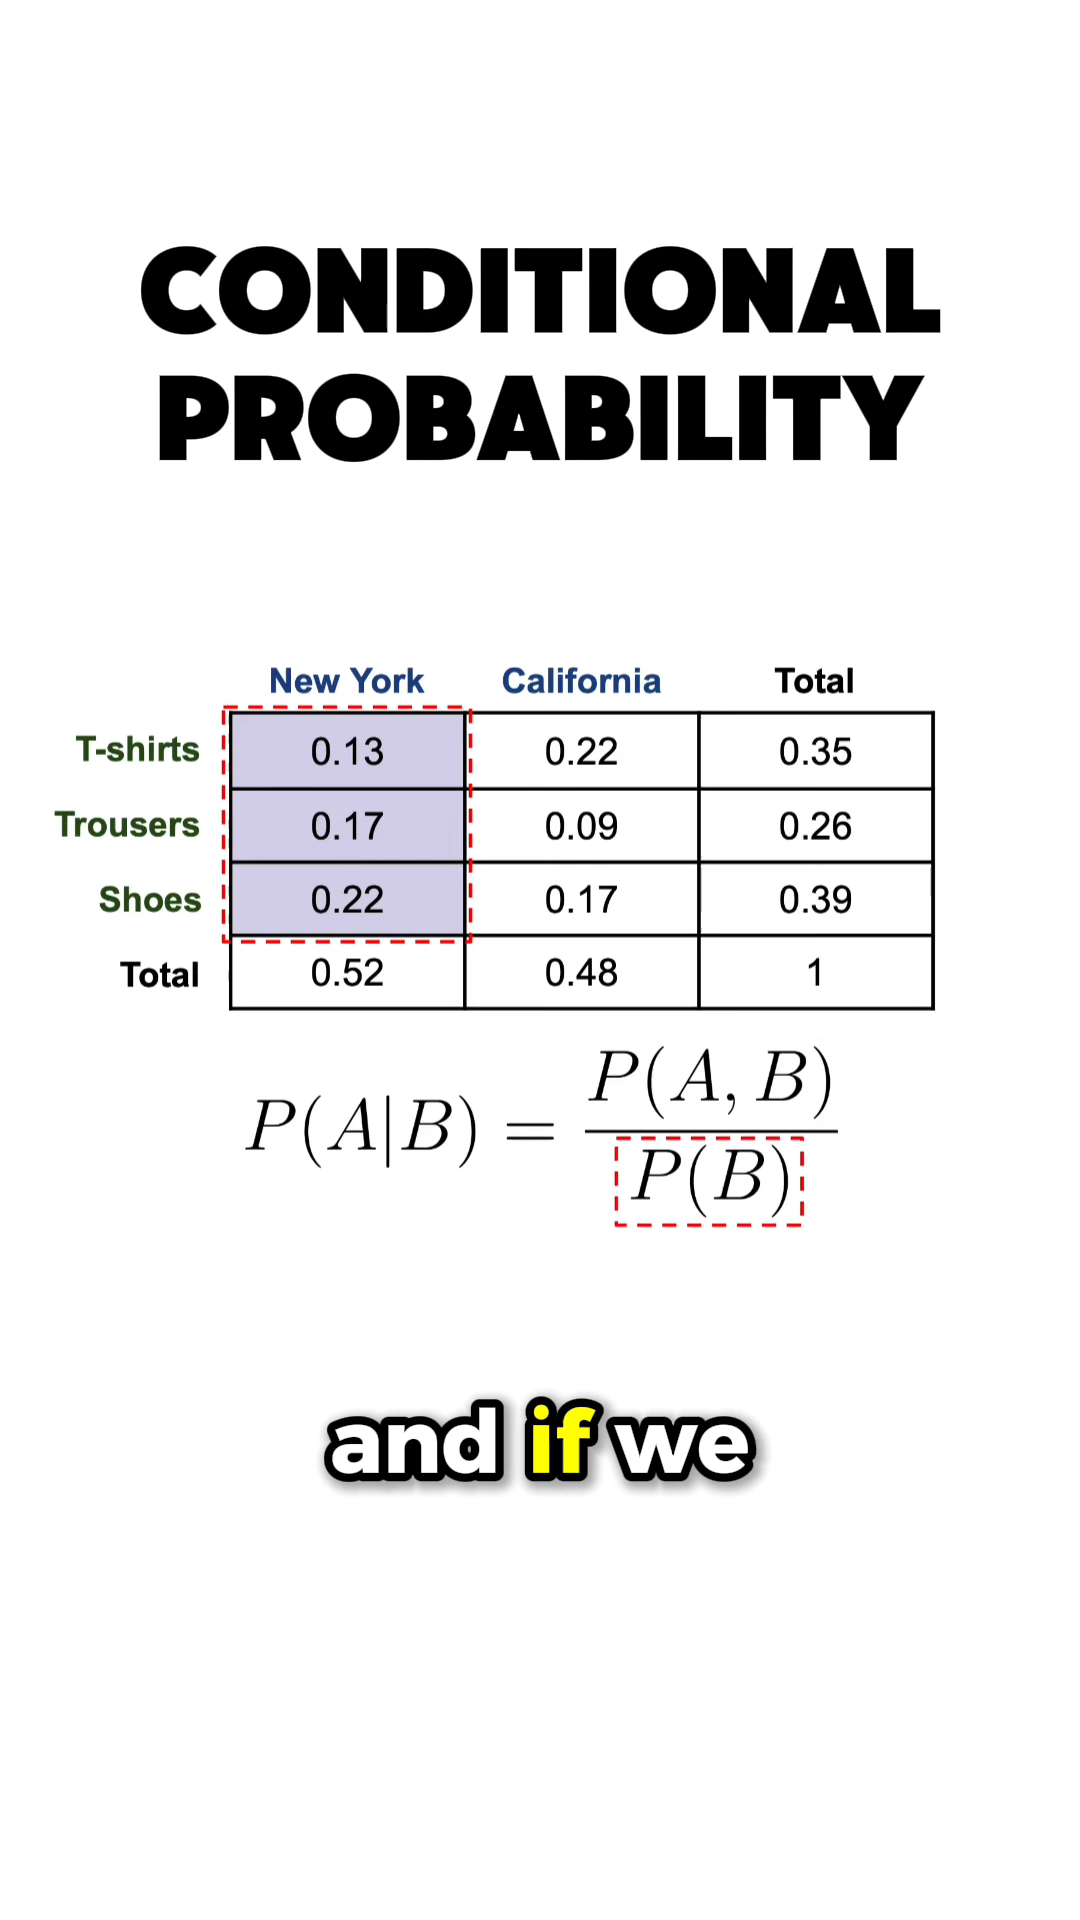 CONDITIONAL
PROBABILITY
New York California Total
T-shirts 0.13 0.22 0.35
Trousers 0.17 0.09 0.26
Shoes 0.22 0.17 0.39
Total 0.52 0.48 1
P(A|B) = P(A, B) / P(B)
and if we